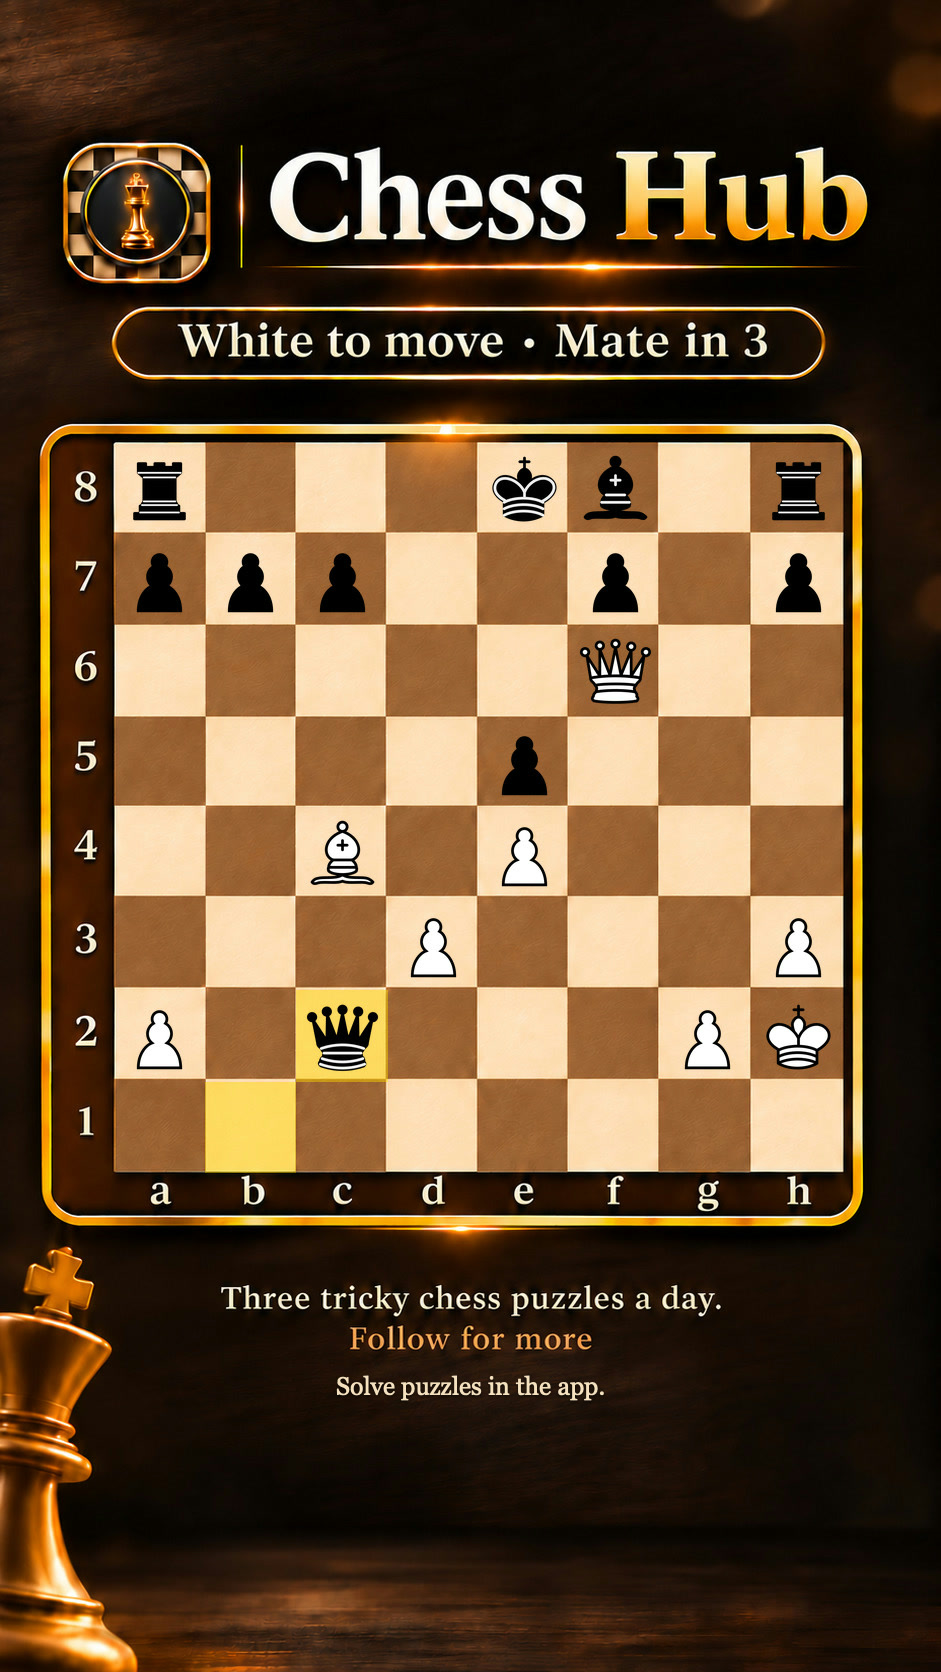 Chess Hub
White to move • Mate in 3
8
7
6
5
4
3
2
1
a b c d e f g h
Three tricky chess puzzles a day.
Follow for more
Solve puzzles in the app.